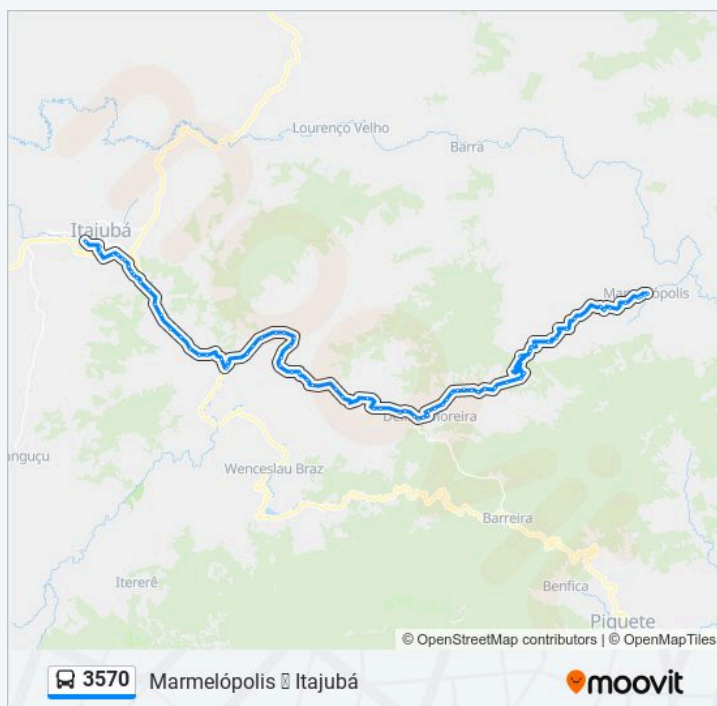 Lourenço Velho
Barra
Itajubá
Marmelópolis
Delfim Moreira
anguçu
Wenceslau Braz
Barreira
Itererê
Benfica
Piquete
© OpenStreetMap contributors | © OpenMapTiles
3570 Marmelópolis Itajubá
moovit